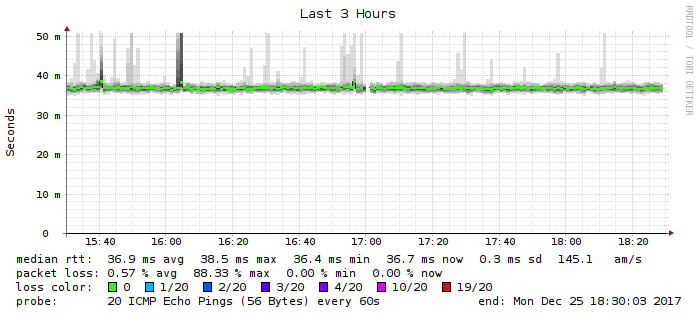 Last 3 Hours
RRDTOOL / TOBI OETIKER
Seconds
50 m
40 m
30 m
20 m
10 m
0
15:40 16:00 16:20 16:40 17:00 17:20 17:40 18:00 18:20
median rtt: 36.9 ms avg 38.5 ms max 36.4 ms min 36.7 ms now 0.3 ms sd 145.1 am/s
packet loss: 0.57 % avg 88.33 % max 0.00 % min 0.00 % now
loss color: 0 1/20 2/20 3/20 4/20 10/20 19/20
probe: 20 ICMP Echo Pings (56 Bytes) every 60s end: Mon Dec 25 18:30:03 2017